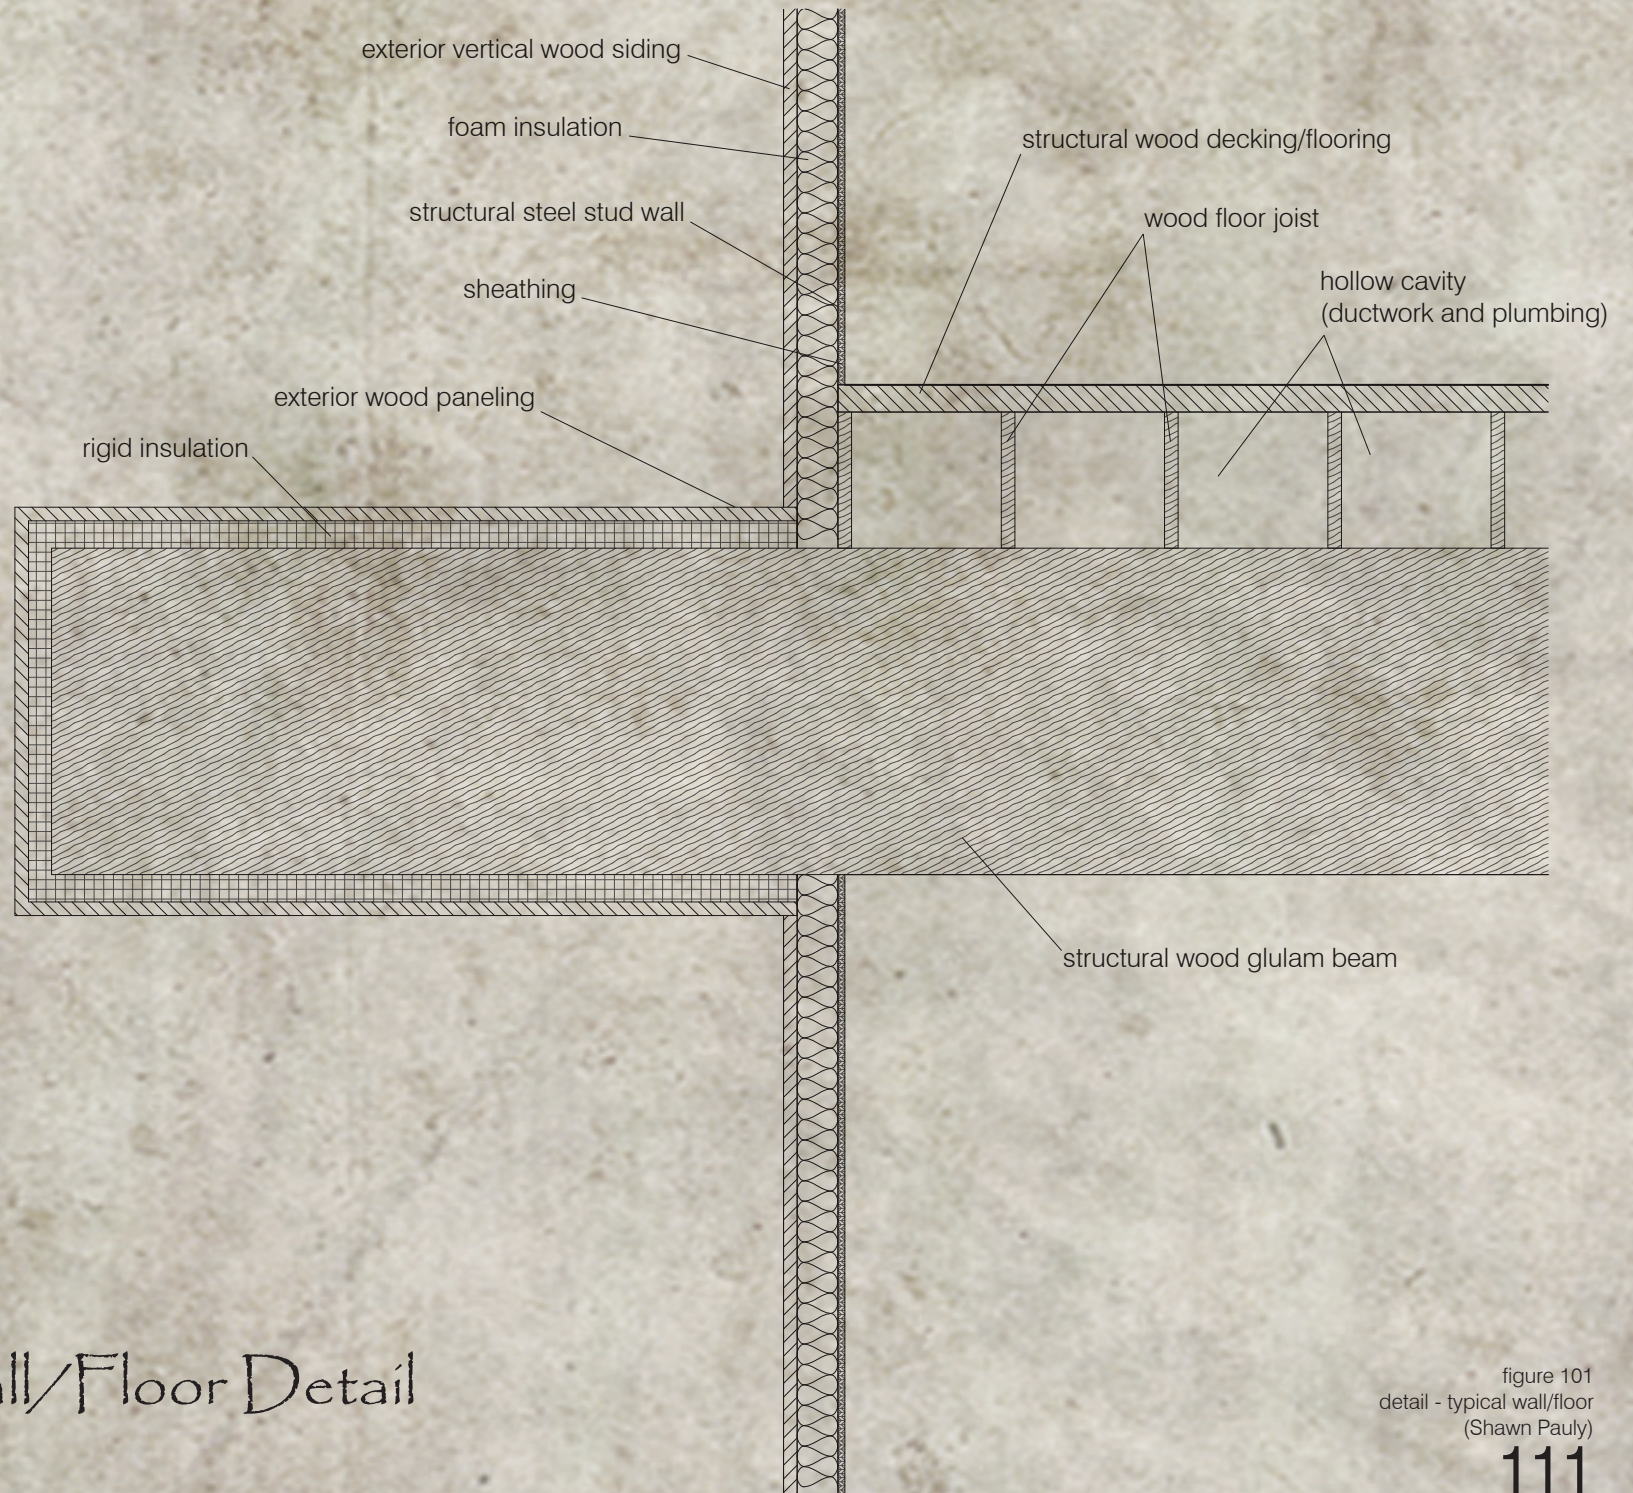 exterior vertical wood siding
foam insulation
structural wood decking/flooring
structural steel stud wall
wood floor joist
sheathing
hollow cavity
(ductwork and plumbing)
exterior wood paneling
rigid insulation
structural wood glulam beam
ll/Floor Detail
figure 101
detail - typical wall/floor
(Shawn Pauly)
111